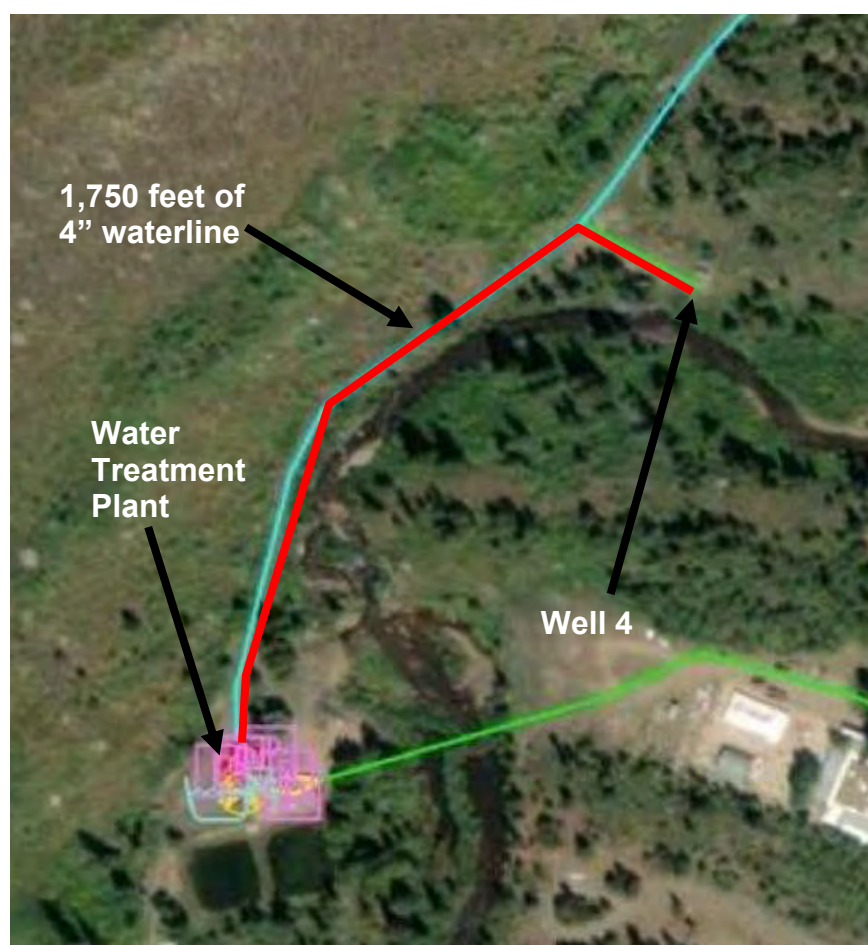 1,750 feet of
4” waterline
Water
Treatment
Plant
Well 4